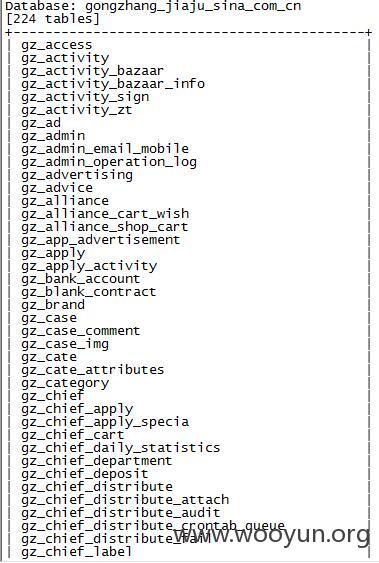 Database: gongzhang_jiaju_sina_com_cn
[224 tables]
+---------------------------------------------+
| gz_access |
| gz_activity |
| gz_activity_bazaar |
| gz_activity_bazaar_info |
| gz_activity_sign |
| gz_activity_zt |
| gz_ad |
| gz_admin |
| gz_admin_email_mobile |
| gz_admin_operation_log |
| gz_advertising |
| gz_advice |
| gz_alliance |
| gz_alliance_cart_wish |
| gz_alliance_shop_cart |
| gz_app_advertisement |
| gz_apply |
| gz_apply_activity |
| gz_bank_account |
| gz_blank_contract |
| gz_brand |
| gz_case |
| gz_case_comment |
| gz_case_img |
| gz_cate |
| gz_cate_attributes |
| gz_category |
| gz_chief |
| gz_chief_apply |
| gz_chief_apply_specia |
| gz_chief_cart |
| gz_chief_daily_statistics |
| gz_chief_department |
| gz_chief_deposit |
| gz_chief_distribute |
| gz_chief_distribute_attach |
| gz_chief_distribute_audit |
| gz_chief_distribute_crontab_queue |
| gz_chief_distribute_fail |
| gz_chief_label |
www.wooyun.org